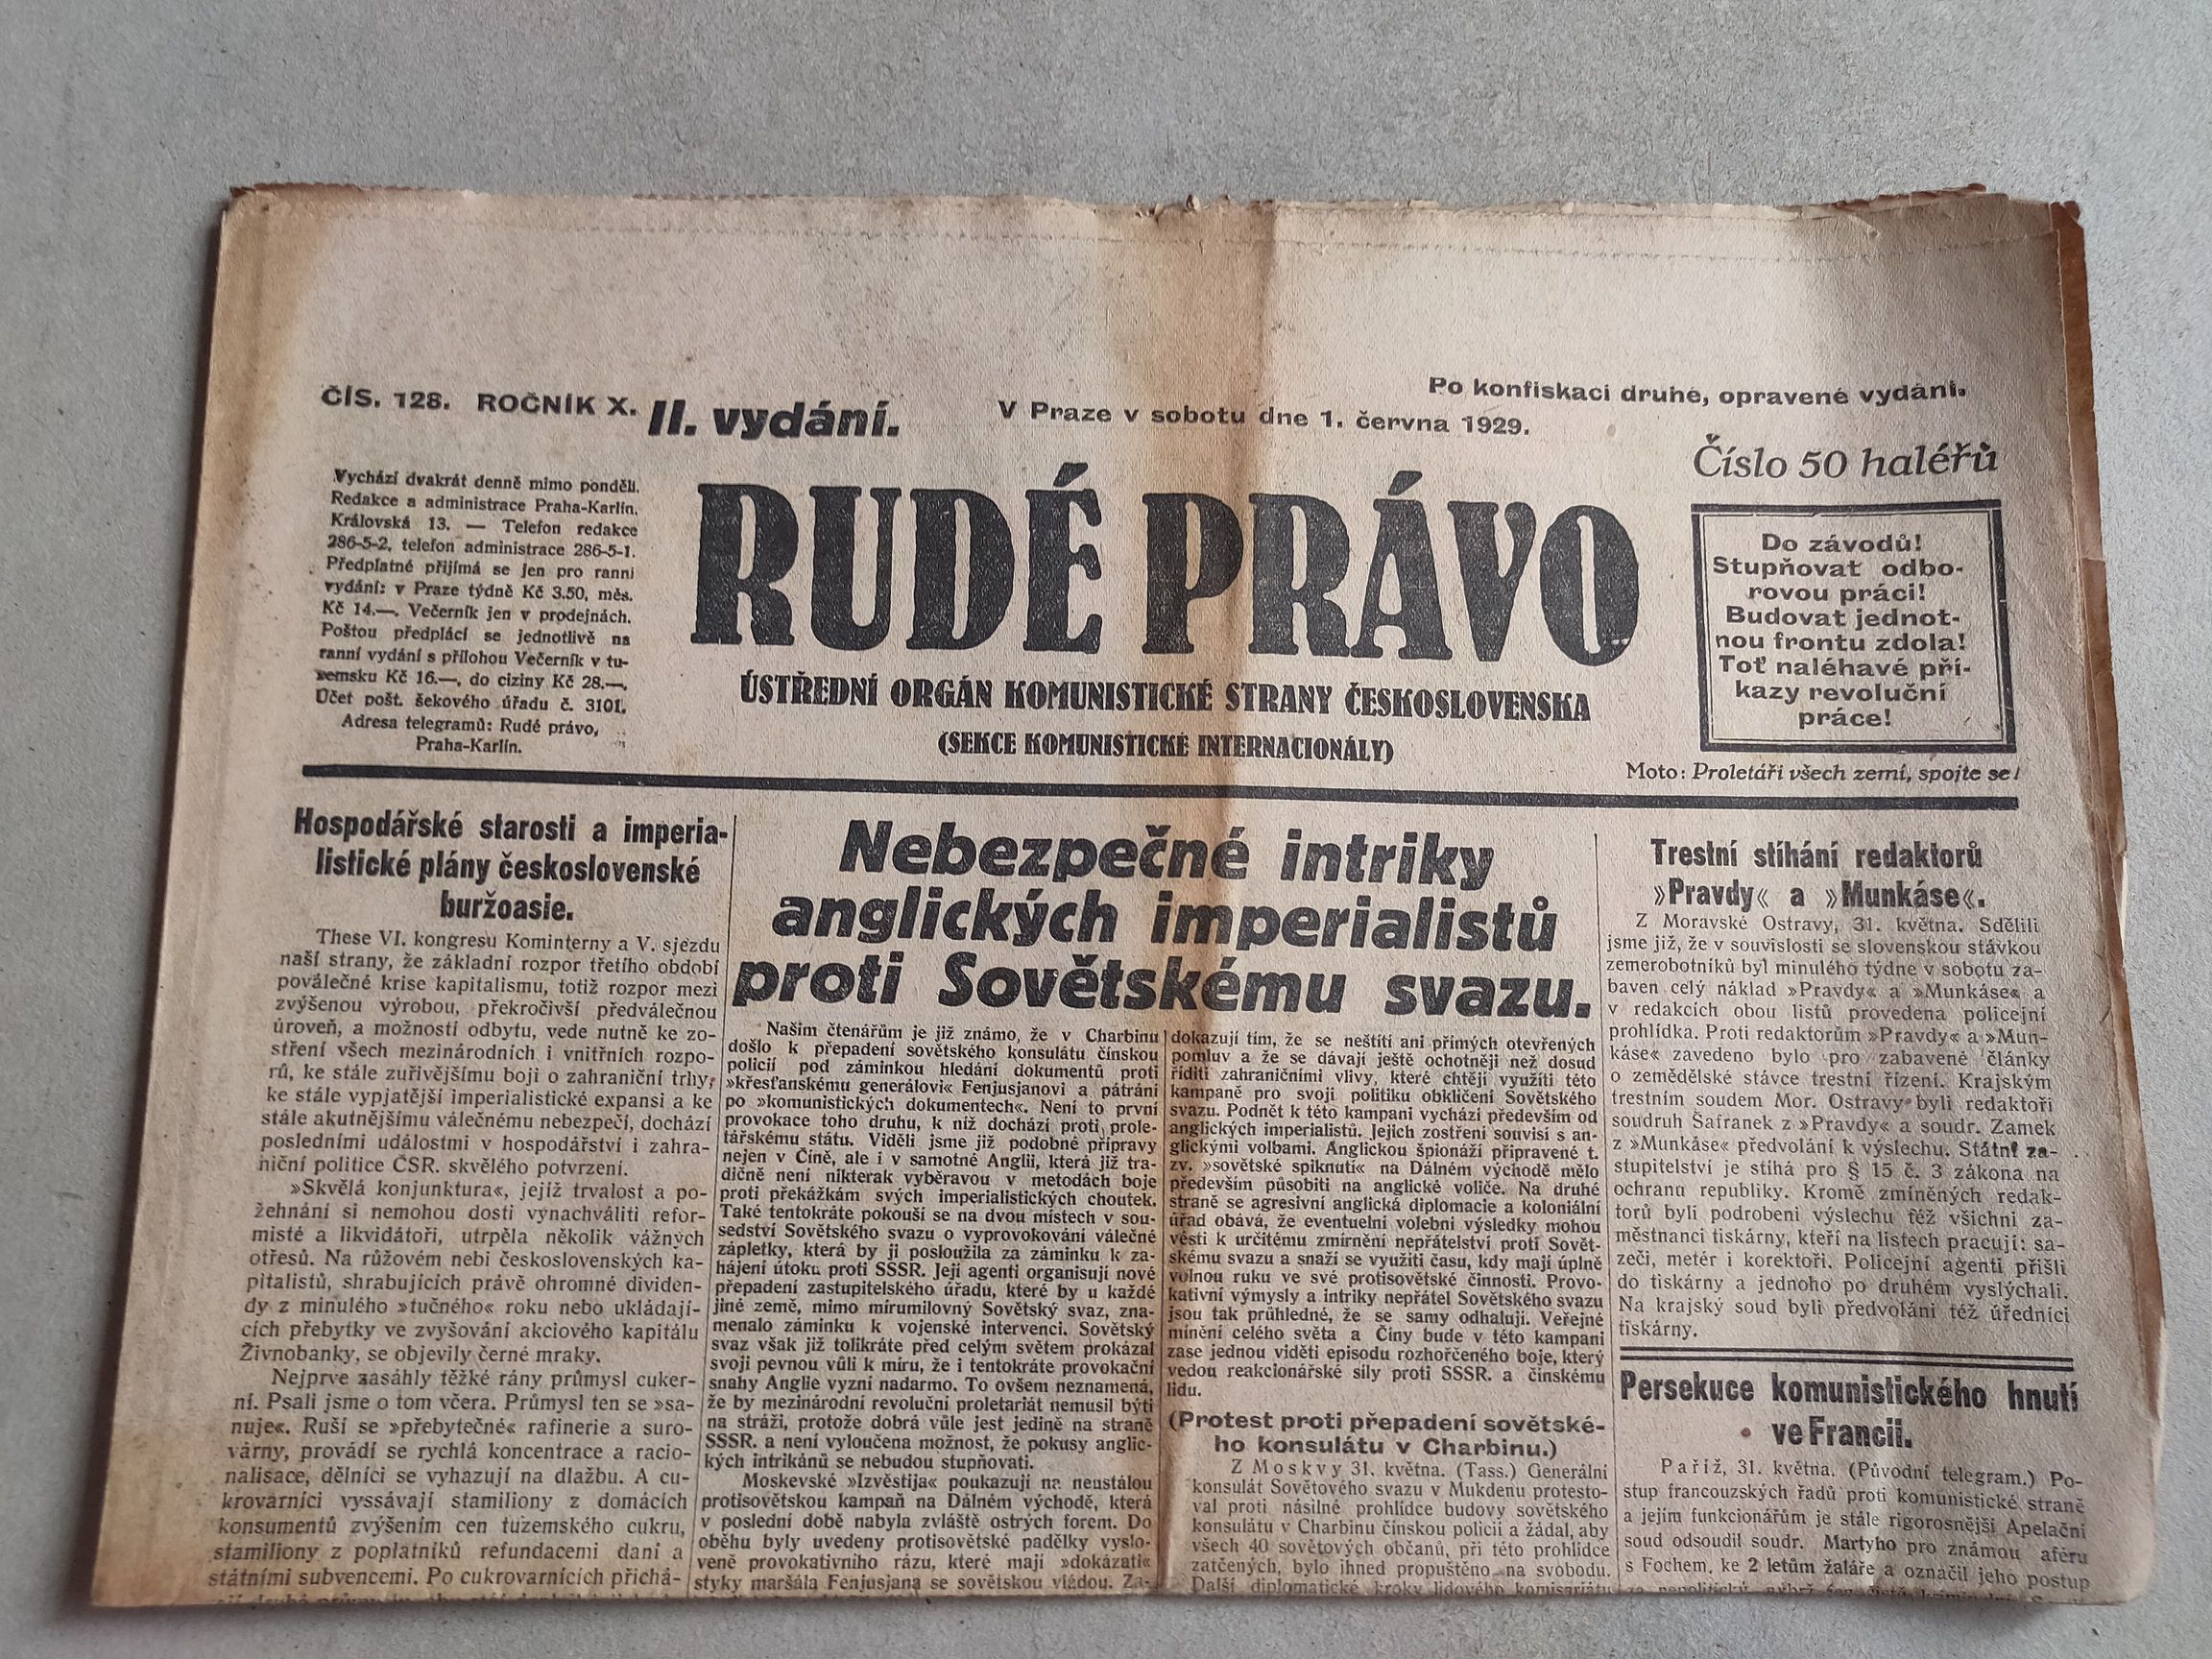 Po konfiskaci druhé, opravené vydání.
ČÍS. 128. ROČNÍK X. II. vydání. V Praze v sobotu dne 1. června 1929.
Číslo 50 haléřů
Vychází dvakrát denně mimo pondělí.
Redakce a administrace Praha-Karlín,
Královská 13. — Telefon redakce
286-5-2, telefon administrace 286-5-1.
Předplatné přijímá se jen pro ranní
vydání: v Praze týdně Kč 3.50, měs.
Kč 14.—, Večerník jen v prodejnách.
Poštou předplácí se jednotlivě na
ranní vydání s přílohou Večerník v tu-
zemsku Kč 16.—, do ciziny Kč 28.—,
Účet pošt. šekového úřadu č. 3101.
Adresa telegramů: Rudé právo,
Praha-Karlín.
RUDÉ PRÁVO
ÚSTŘEDNÍ ORGÁN KOMUNISTICKÉ STRANY ČESKOSLOVENSKA
(SEKCE KOMUNISTICKÉ INTERNACIONÁLY)
Do závodů!
Stupňovat odbo-
rovou práci!
Budovat jednot-
nou frontu zdola!
Toť naléhavé pří-
kazy revoluční
práce!
Moto: Proletáři všech zemí, spojte se!
Hospodářské starosti a imperia-
listické plány československé
buržoasie.
These VI. kongresu Kominterny a V. sjezdu
naší strany, že základní rozpor třetího období
poválečné krise kapitalismu, totiž rozpor mezi
zvýšenou výrobou, překročivší předválečnou
úroveň, a možností odbytu, vede nutně ke zo-
stření všech mezinárodních i vnitřních rozpo-
rů, ke stále zuřivějšímu boji o zahraniční trhy,
ke stále vypjatější imperialistické expansi a ke
stále akutnějšímu válečnému nebezpečí, dochází
posledními událostmi v hospodářství i zahra-
niční politice ČSR. skvělého potvrzení.
»Skvělá konjunktura«, jejíž trvalost a po-
žehnání si nemohou dosti vynachváliti refor-
misté a likvidátoři, utrpěla několik vážných
otřesů. Na růžovém nebi československých ka-
pitalistů, shrabujících právě ohromné dividen-
dy z minulého »tučného« roku nebo ukládají-
cích přebytky ve zvyšování akciového kapitálu
Živnobanky, se objevily černé mraky.
Nejprve zasáhly těžké rány průmysl cuker-
ní. Psali jsme o tom včera. Průmysl ten se »sa-
nuje«. Ruší se »přebytečné« rafinerie a suro-
várny, provádí se rychlá koncentrace a racio-
nalisace, dělníci se vyhazují na dlažbu. A cu-
krovarníci vyssávají stamiliony z domácích
konsumentů zvýšením cen tuzemského cukru,
stamiliony z poplatníků refundacemi daní a
státními subvencemi. Po cukrovarnících přichá-
Nebezpečné intriky
anglických imperialistů
proti Sovětskému svazu.
Našim čtenářům je již známo, že v Charbinu
došlo k přepadení sovětského konsulátu čínskou
policií pod záminkou hledání dokumentů proti
»křesťanskému generálovi« Fenjusjanovi a pátrání
po »komunistických dokumentech«. Není to první
provokace toho druhu, k níž dochází proti prole-
tářskému státu. Viděli jsme již podobné přípravy
nejen v Číně, ale i v samotné Anglii, která již tra-
dičně není nikterak vyběravou v metodách boje
proti překážkám svých imperialistických choutek.
Také tentokráte pokouší se na dvou místech v sou-
sedství Sovětského svazu o vyprovokování válečné
zápletky, která by jí posloužila za záminku k za-
hájení útoku proti SSSR. Její agenti organisují nové
přepadení zastupitelského úřadu, které by u každé
jiné země, mimo mírumilovný Sovětský svaz, zna-
menalo záminku k vojenské intervenci. Sovětský
svaz však již tolikráte před celým světem prokázal
svoji pevnou vůli k míru, že i tentokráte provokační
snahy Anglie vyzní nadarmo. To ovšem neznamená,
že by mezinárodní revoluční proletariát nemusil býti
na stráži, protože dobrá vůle jest jedině na straně
SSSR. a není vyloučena možnost, že pokusy anglic-
kých intrikánů se nebudou stupňovati.
Moskevské »Izvěstija« poukazují na neustálou
protisovětskou kampaň na Dálném východě, která
v poslední době nabyla zvláště ostrých forem. Do
oběhu byly uvedeny protisovětské padělky vyslo-
veně provokativního rázu, které mají »dokázati«
styky maršála Fenjusjana se sovětskou vládou. Za-
dokazují tím, že se neštítí ani přímých otevřených
pomluv a že se dávají ještě ochotněji než dosud
říditi zahraničními vlivy, které chtějí využíti této
kampaně pro svoji politiku obklíčení Sovětského
svazu. Podnět k této kampani vychází především od
anglických imperialistů. Jejich zostření souvisí s an-
glickými volbami. Anglickou špionáží připravené t.
zv. »sovětské spiknutí« na Dálném východě mělo
především působiti na anglické voliče. Na druhé
straně se agresivní anglická diplomacie a koloniální
úřad obává, že eventuelní volební výsledky mohou
vésti k určitému zmírnění nepřátelství proti Sovět-
skému svazu a snaží se využíti času, kdy mají úplně
volnou ruku ve své protisovětské činnosti. Provo-
kativní výmysly a intriky nepřátel Sovětského svazu
jsou tak průhledné, že se samy odhalují. Veřejné
mínění celého světa a Číny bude v této kampani
zase jednou viděti episodu rozhořčeného boje, který
vedou reakcionářské síly proti SSSR. a čínskému
lidu.
(Protest proti přepadení sovětské-
ho konsulátu v Charbinu.)
Z Moskvy 31. května. (Tass.) Generální
konsulát Sovětového svazu v Mukdenu protesto-
val proti násilné prohlídce budovy sovětského
konsulátu v Charbinu čínskou policií a žádal, aby
všech 40 sovětových občanů, při této prohlídce
zatčených, bylo ihned propuštěno na svobodu.
Další diplomatické kroky lidového komisariátu
Trestní stíhání redaktorů
»Pravdy« a »Munkáse«.
Z Moravské Ostravy, 31. května. Sdělili
jsme již, že v souvislosti se slovenskou stávkou
zemerobotníků byl minulého týdne v sobotu za-
baven celý náklad »Pravdy« a »Munkáse« a
v redakcích obou listů provedena policejní
prohlídka. Proti redaktorům »Pravdy« a »Mun-
káse« zavedeno bylo pro zabavené články
o zemědělské stávce trestní řízení. Krajským
trestním soudem Mor. Ostravy byli redaktoři
soudruh Šafranek z »Pravdy« a soudr. Zamek
z »Munkáse« předvoláni k výslechu. Státní za-
stupitelství je stíhá pro § 15 č. 3 zákona na
ochranu republiky. Kromě zmíněných redak-
torů byli podrobeni výslechu též všichni za-
městnanci tiskárny, kteří na listech pracují: sa-
zeči, metér i korektoři. Policejní agenti přišli
do tiskárny a jednoho po druhém vyslýchali.
Na krajský soud byli předvoláni též úředníci
tiskárny.
Persekuce komunistického hnutí
ve Francii.
Paříž, 31. května. (Původní telegram.) Po-
stup francouzských řadů proti komunistické straně
a jejím funkcionářům je stále rigorosnější Apelační
soud odsoudil soudr. Martyho pro známou aféru
s Fochem, ke 2 letům žaláře a označil jeho postup